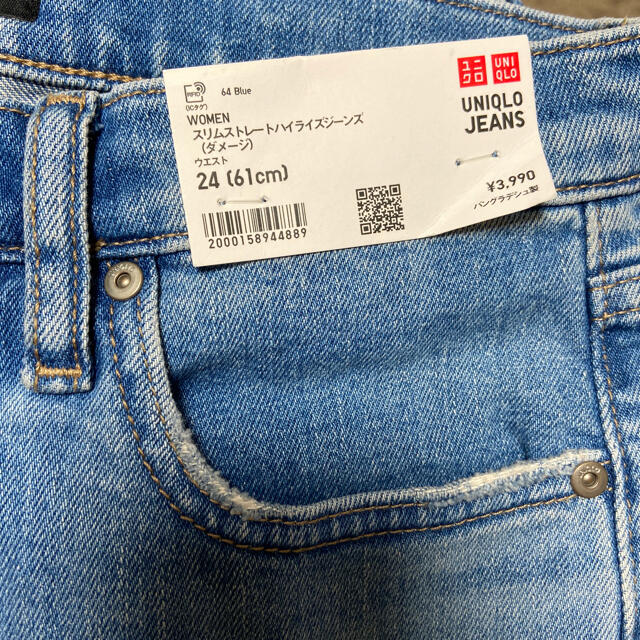 RFID
(ICタグ)
64 Blue
WOMEN
スリムストレートハイライズジーンズ
(ダメージ)
ウエスト
24 (61cm)
2000158944889
ユニクロ
UNIQLO
UNIQLO
JEANS
¥3,990
バングラデシュ製